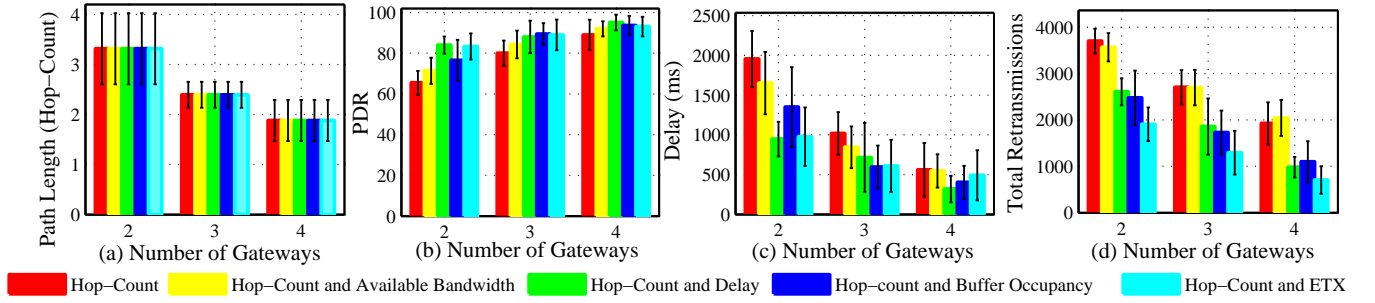 Path Length (Hop−Count)
4
3
2
1
0
2 3 4
(a) Number of Gateways
PDR
100
80
60
40
20
0
2 3 4
(b) Number of Gateways
Delay (ms)
2500
2000
1500
1000
500
0
2 3 4
(c) Number of Gateways
Total Retransmissions
4000
3000
2000
1000
0
2 3 4
(d) Number of Gateways
Hop−Count Hop−Count and Available Bandwidth Hop−Count and Delay Hop−count and Buffer Occupancy Hop−Count and ETX